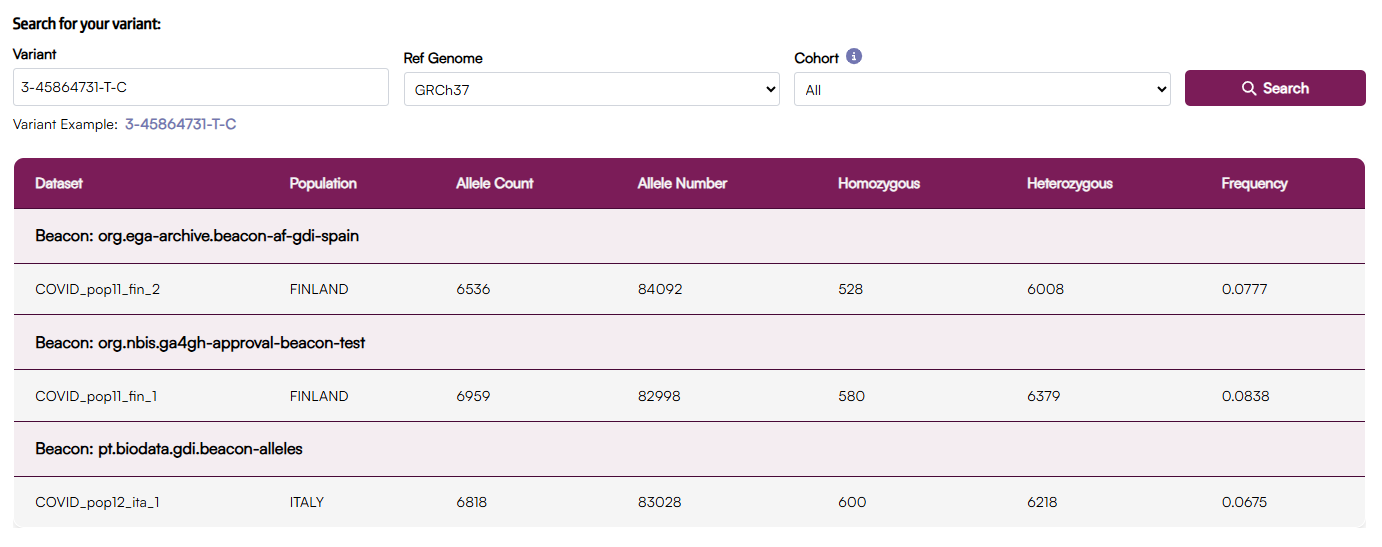 Search for your variant:
Variant
Ref Genome
Cohort i
3-45864731-T-C
GRCh37
All
Search
Variant Example: 3-45864731-T-C
Dataset Population Allele Count Allele Number Homozygous Heterozygous Frequency
Beacon: org.ega-archive.beacon-af-gdi-spain
COVID_pop11_fin_2 FINLAND 6536 84092 528 6008 0.0777
Beacon: org.nbis.ga4gh-approval-beacon-test
COVID_pop11_fin_1 FINLAND 6959 82998 580 6379 0.0838
Beacon: pt.biodata.gdi.beacon-alleles
COVID_pop12_ita_1 ITALY 6818 83028 600 6218 0.0675